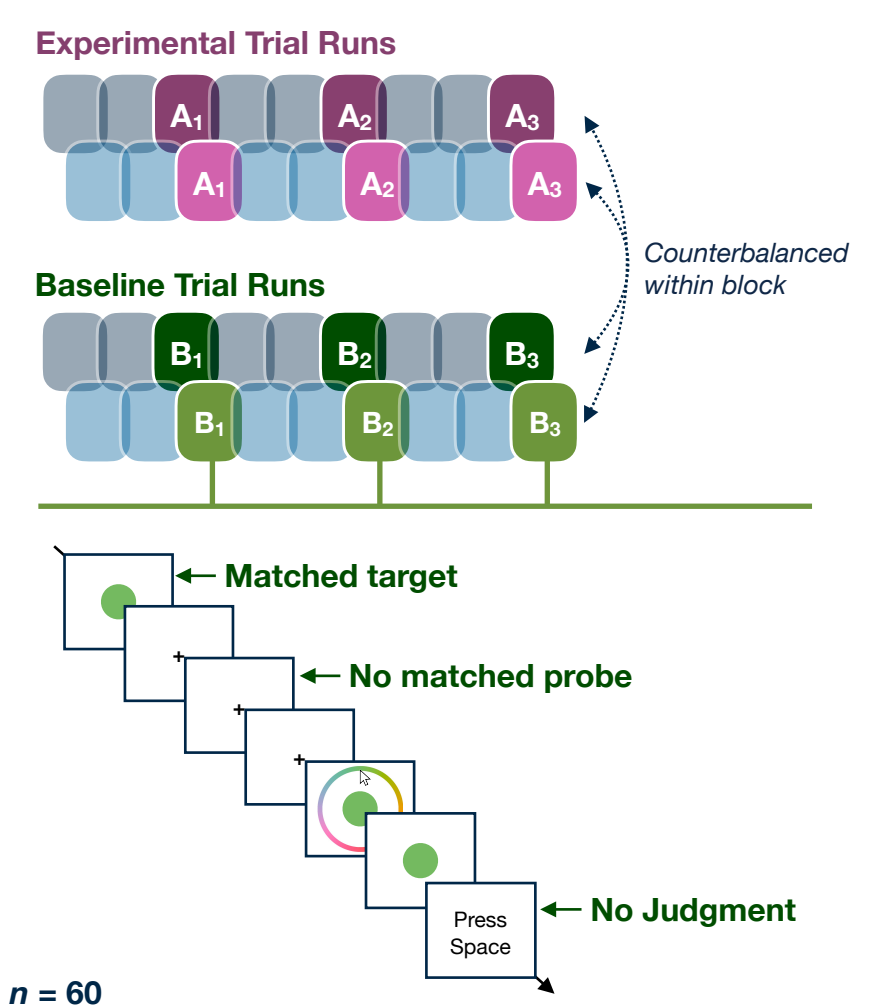 Experimental Trial Runs
A₁ A₂ A₃
A₁ A₂ A₃
Counterbalanced
within block
Baseline Trial Runs
B₁ B₂ B₃
B₁ B₂ B₃
Matched target
+
No matched probe
+
+
No Judgment
Press
Space
n = 60